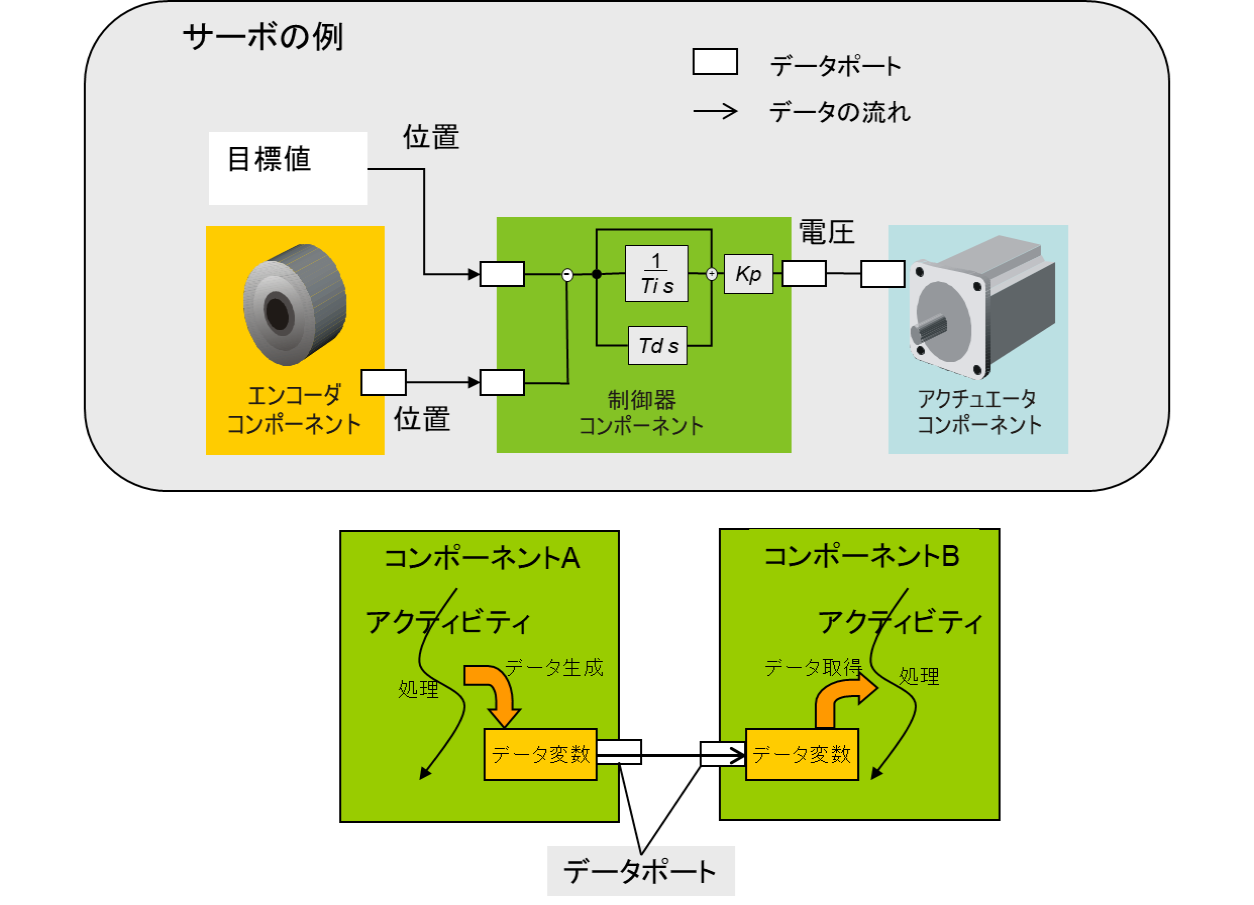 サーボの例
データポート
データの流れ
位置
目標値
電圧
1
Ti s
-
+
Kp
Td s
エンコーダ
コンポーネント
位置
制御器
コンポーネント
アクチュエータ
コンポーネント
コンポーネントA
コンポーネントB
アクティビティ
アクティビティ
データ生成
データ取得
処理
処理
データ変数
データ変数
データポート